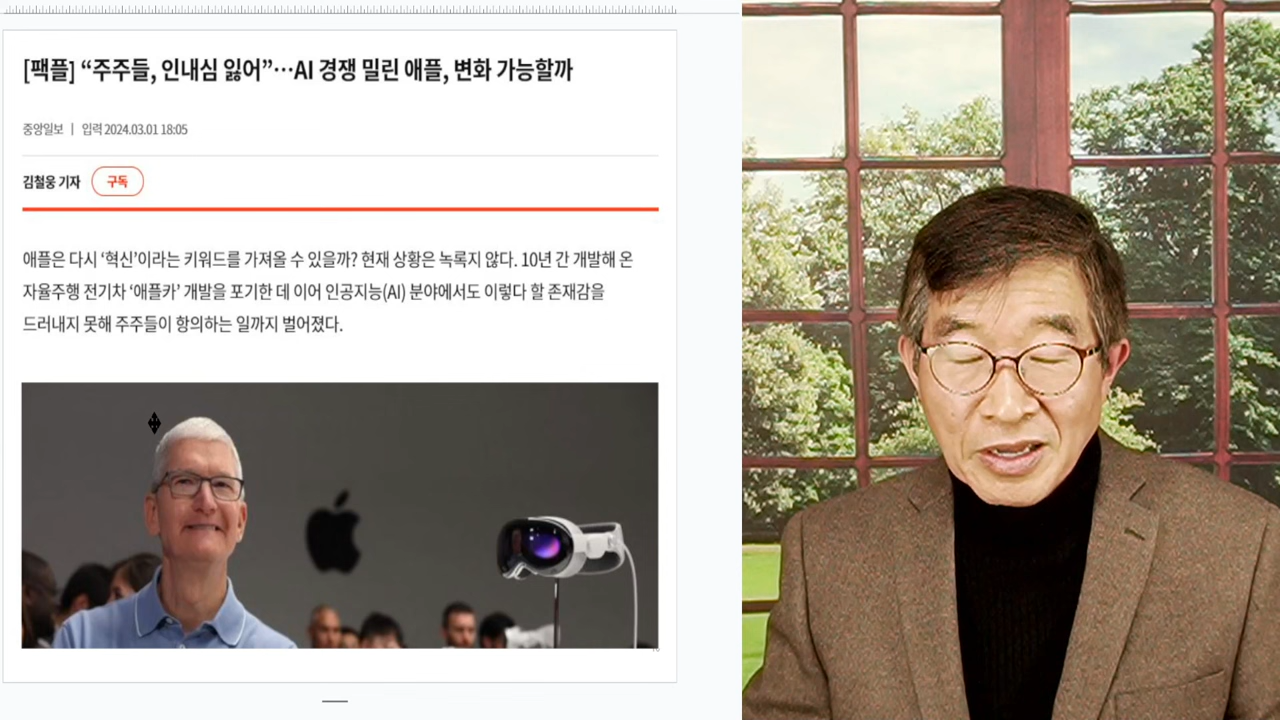 [팩플] “주주들, 인내심 잃어”…AI 경쟁 밀린 애플, 변화 가능할까
중앙일보 | 입력 2024.03.01 18:05
김철웅 기자 구독
애플은 다시 ‘혁신’이라는 키워드를 가져올 수 있을까? 현재 상황은 녹록지 않다. 10년 간 개발해 온
자율주행 전기차 ‘애플카’ 개발을 포기한 데 이어 인공지능(AI) 분야에서도 이렇다 할 존재감을
드러내지 못해 주주들이 항의하는 일까지 벌어졌다.